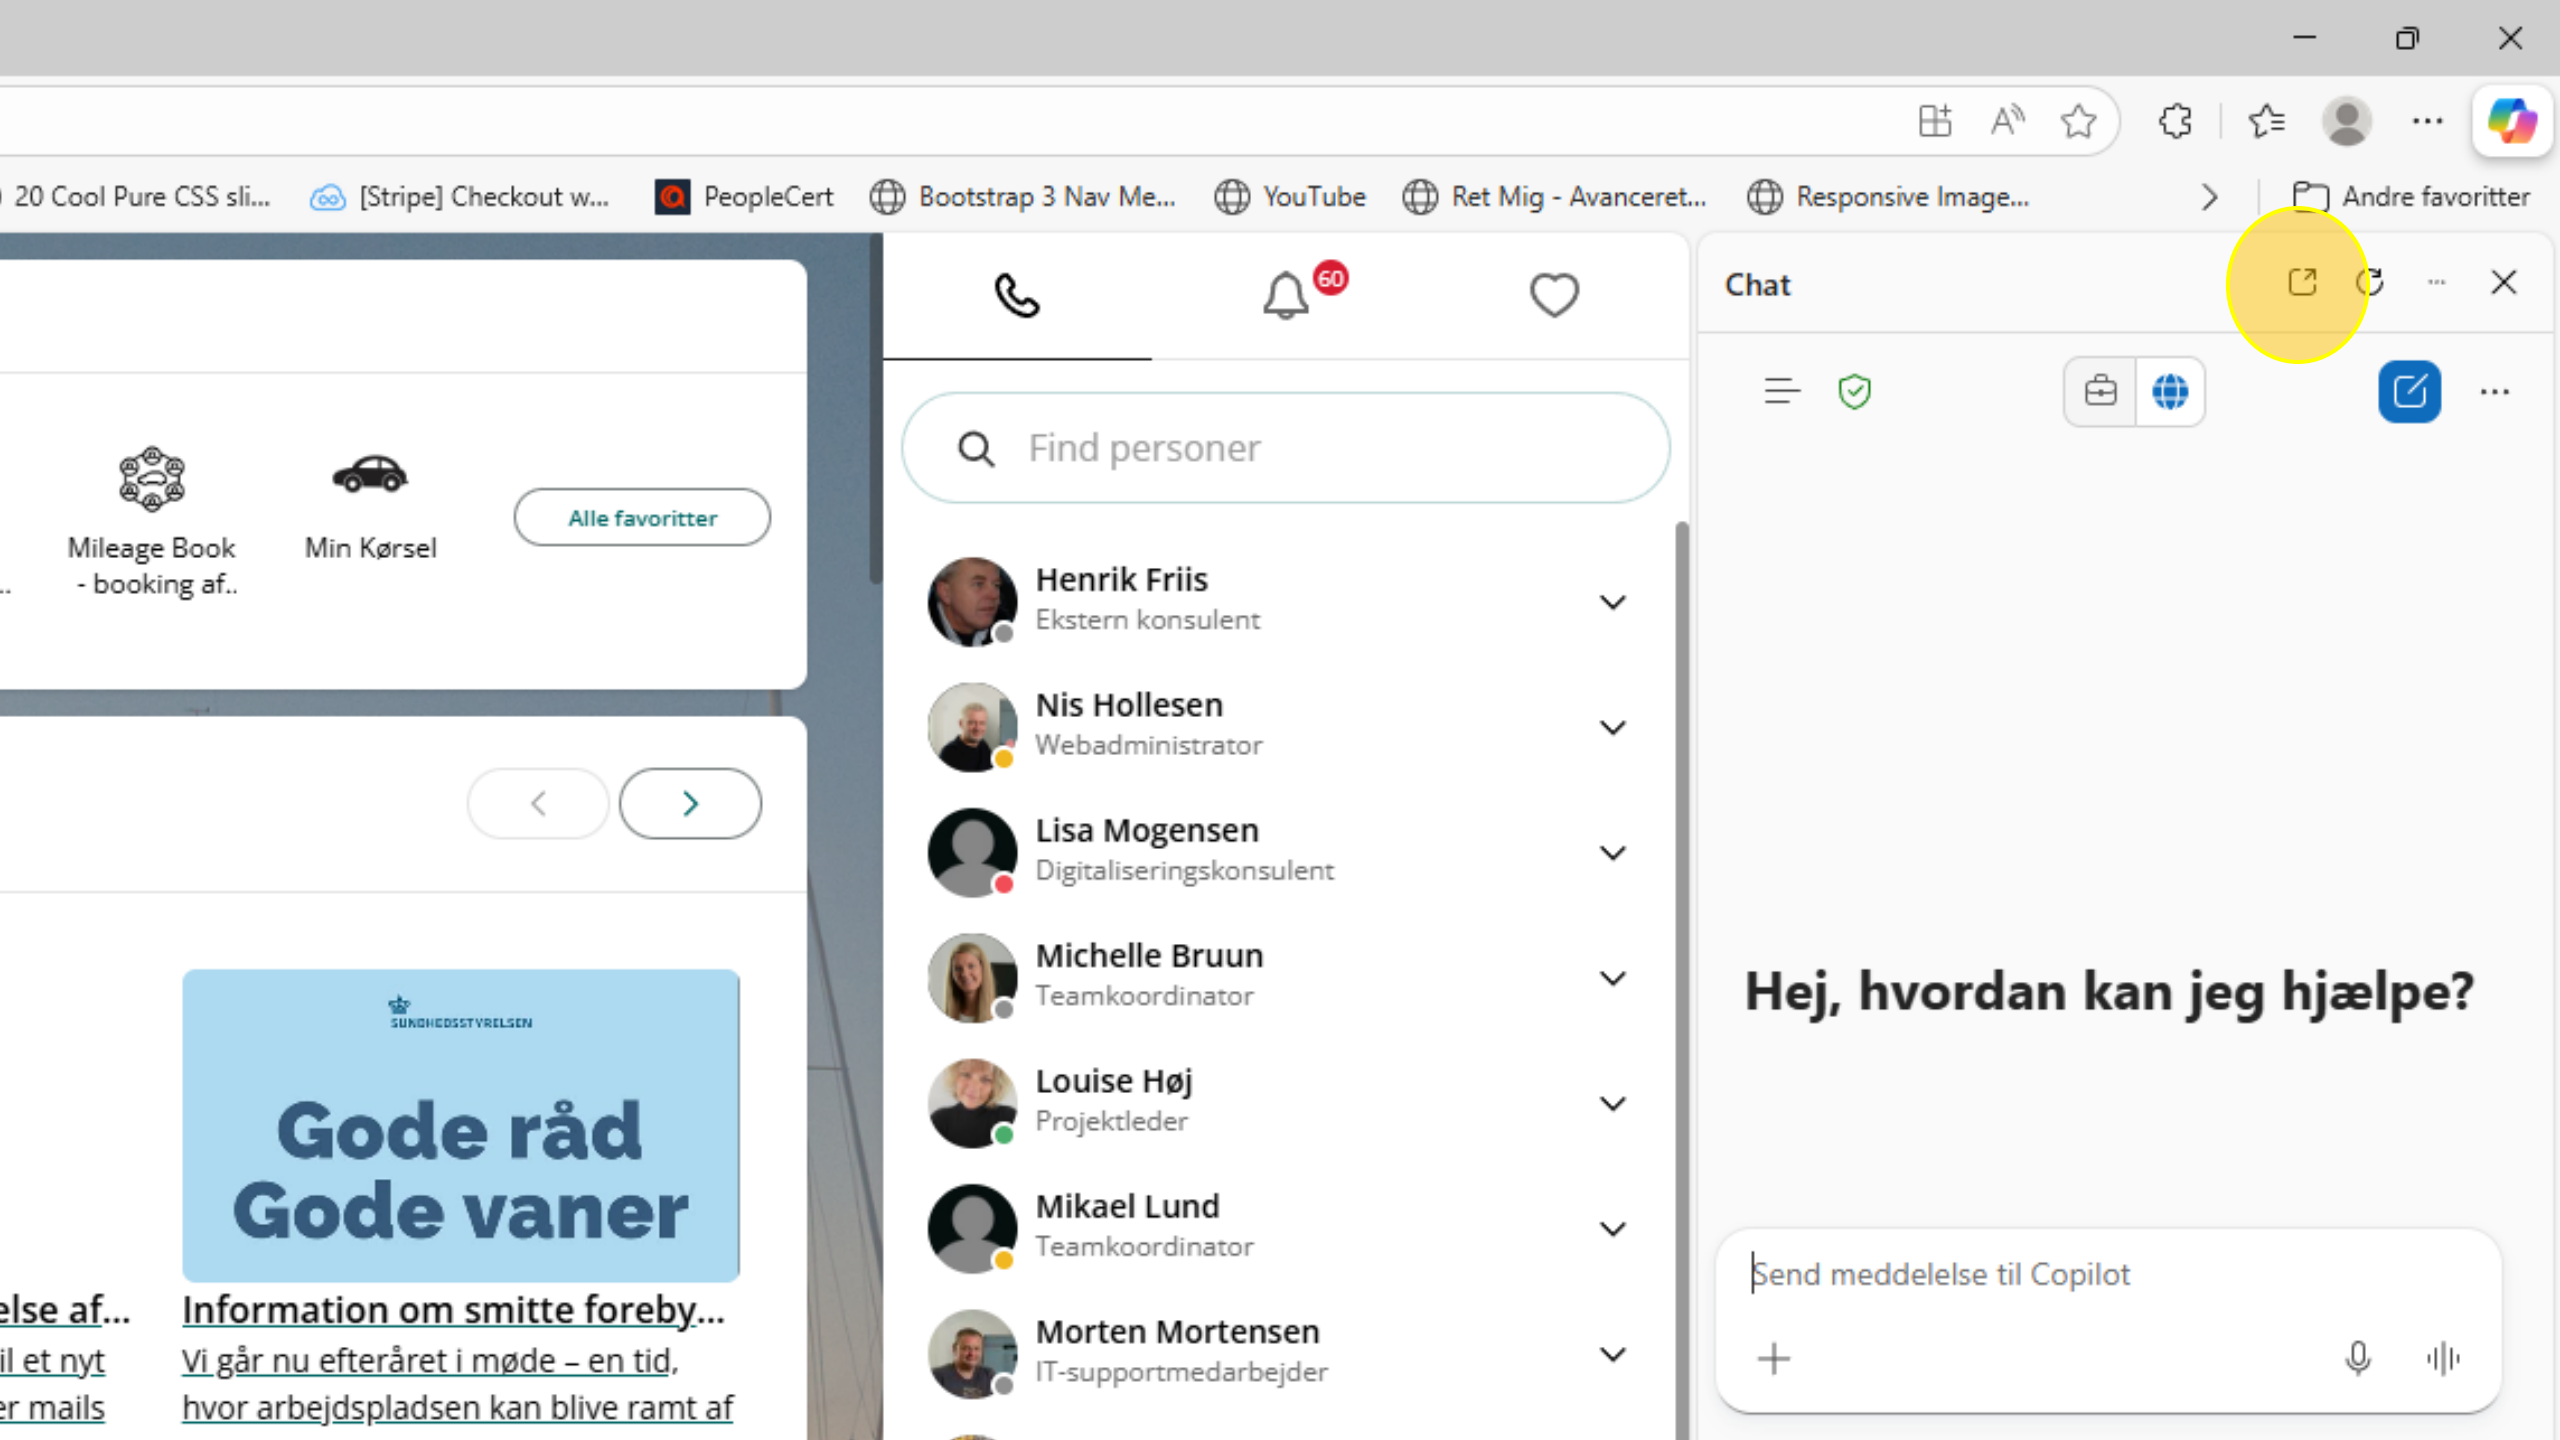 20 Cool Pure CSS sli...
[Stripe] Checkout w...
PeopleCert
Bootstrap 3 Nav Me...
YouTube
Ret Mig - Avanceret...
Responsive Image...
Andre favoritter
Mileage Book
- booking af..
Min Kørsel
Alle favoritter
..
SUNDHEDSSTYRELSEN
Gode råd
Gode vaner
else af...
il et nyt
er mails
Information om smitte foreby...
Vi går nu efteråret i møde – en tid,
hvor arbejdspladsen kan blive ramt af
60
Find personer
Henrik Friis
Ekstern konsulent
Nis Hollesen
Webadministrator
Lisa Mogensen
Digitaliseringskonsulent
Michelle Bruun
Teamkoordinator
Louise Høj
Projektleder
Mikael Lund
Teamkoordinator
Morten Mortensen
IT-supportmedarbejder
Chat
Hej, hvordan kan jeg hjælpe?
Send meddelelse til Copilot